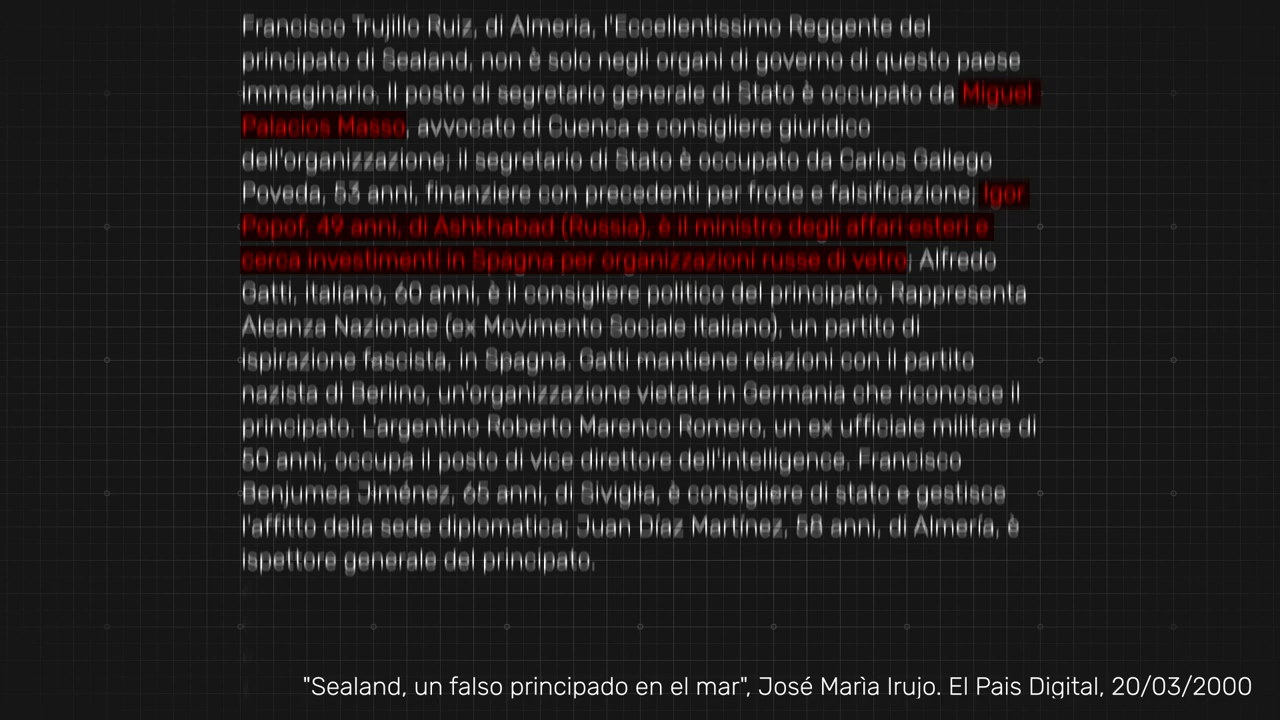 Francisco Trujillo Ruiz, di Almeria, l'Eccellentissimo Reggente del
principato di Sealand, non è solo negli organi di governo di questo paese
immaginario. Il posto di segretario generale di Stato è occupato da Miguel
Palacios Masso, avvocato di Cuenca e consigliere giuridico
dell'organizzazione; il segretario di Stato è occupato da Carlos Gallego
Poveda, 53 anni, finanziere con precedenti per frode e falsificazione; Igor
Popof, 49 anni, di Ashkhabad (Russia), è il ministro degli affari esteri e
cerca investimenti in Spagna per organizzazioni russe di vetro; Alfredo
Gatti, italiano, 60 anni, è il consigliere politico del principato. Rappresenta
Aleanza Nazionale (ex Movimento Sociale Italiano), un partito di
ispirazione fascista, in Spagna. Gatti mantiene relazioni con il partito
nazista di Berlino, un'organizzazione vietata in Germania che riconosce il
principato. L'argentino Roberto Marenco Romero, un ex ufficiale militare di
50 anni, occupa il posto di vice direttore dell'intelligence. Francisco
Benjumea Jiménez, 65 anni, di Siviglia, è consigliere di stato e gestisce
l'affitto della sede diplomatica; Juan Díaz Martínez, 58 anni, di Almería, è
ispettore generale del principato.
"Sealand, un falso principado en el mar", José Marìa Irujo. El Pais Digital, 20/03/2000